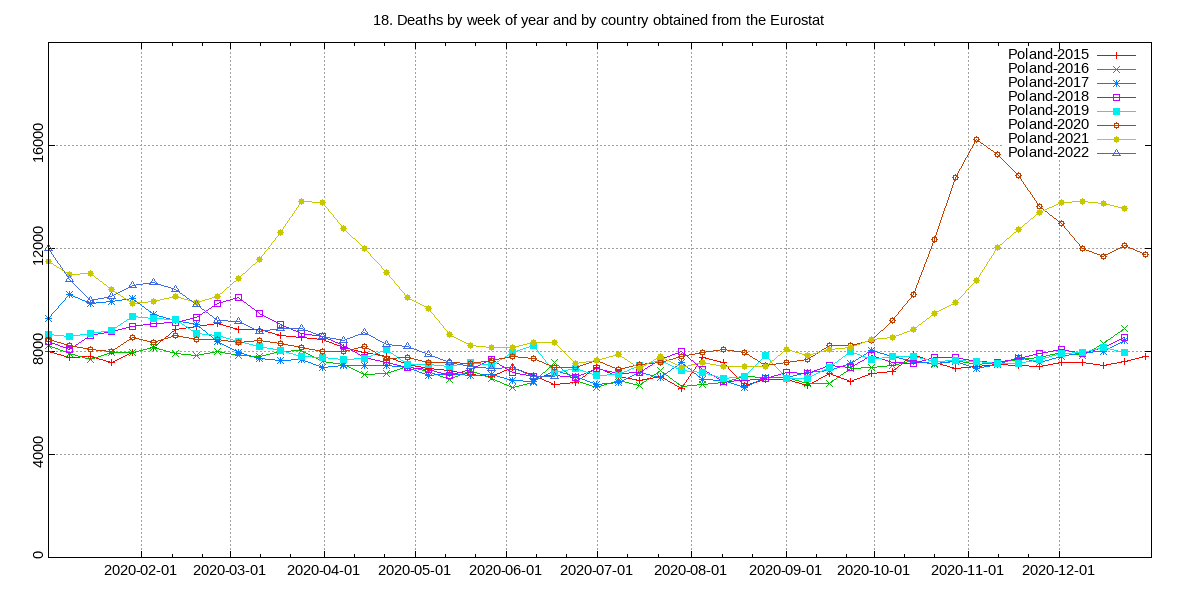 18. Deaths by week of year and by country obtained from the Eurostat
Poland-2015
Poland-2016
Poland-2017
Poland-2018
Poland-2019
Poland-2020
Poland-2021
Poland-2022
16000
12000
8000
4000
0
2020-02-01 2020-03-01 2020-04-01 2020-05-01 2020-06-01 2020-07-01 2020-08-01 2020-09-01 2020-10-01 2020-11-01 2020-12-01